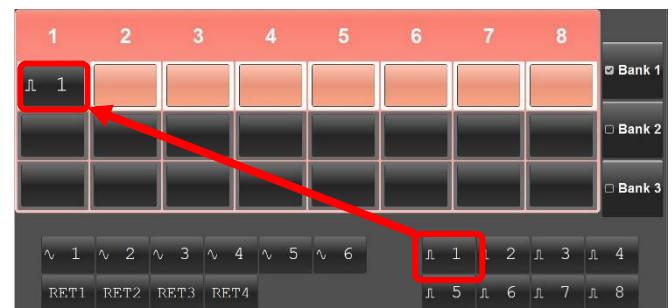 1 2 3 4 5 6 7 8
⎍ 1
☑ Bank 1
☐ Bank 2
☐ Bank 3
∿ 1 ∿ 2 ∿ 3 ∿ 4 ∿ 5 ∿ 6 ⎍ 1 ⎍ 2 ⎍ 3 ⎍ 4
RET1 RET2 RET3 RET4 ⎍ 5 ⎍ 6 ⎍ 7 ⎍ 8